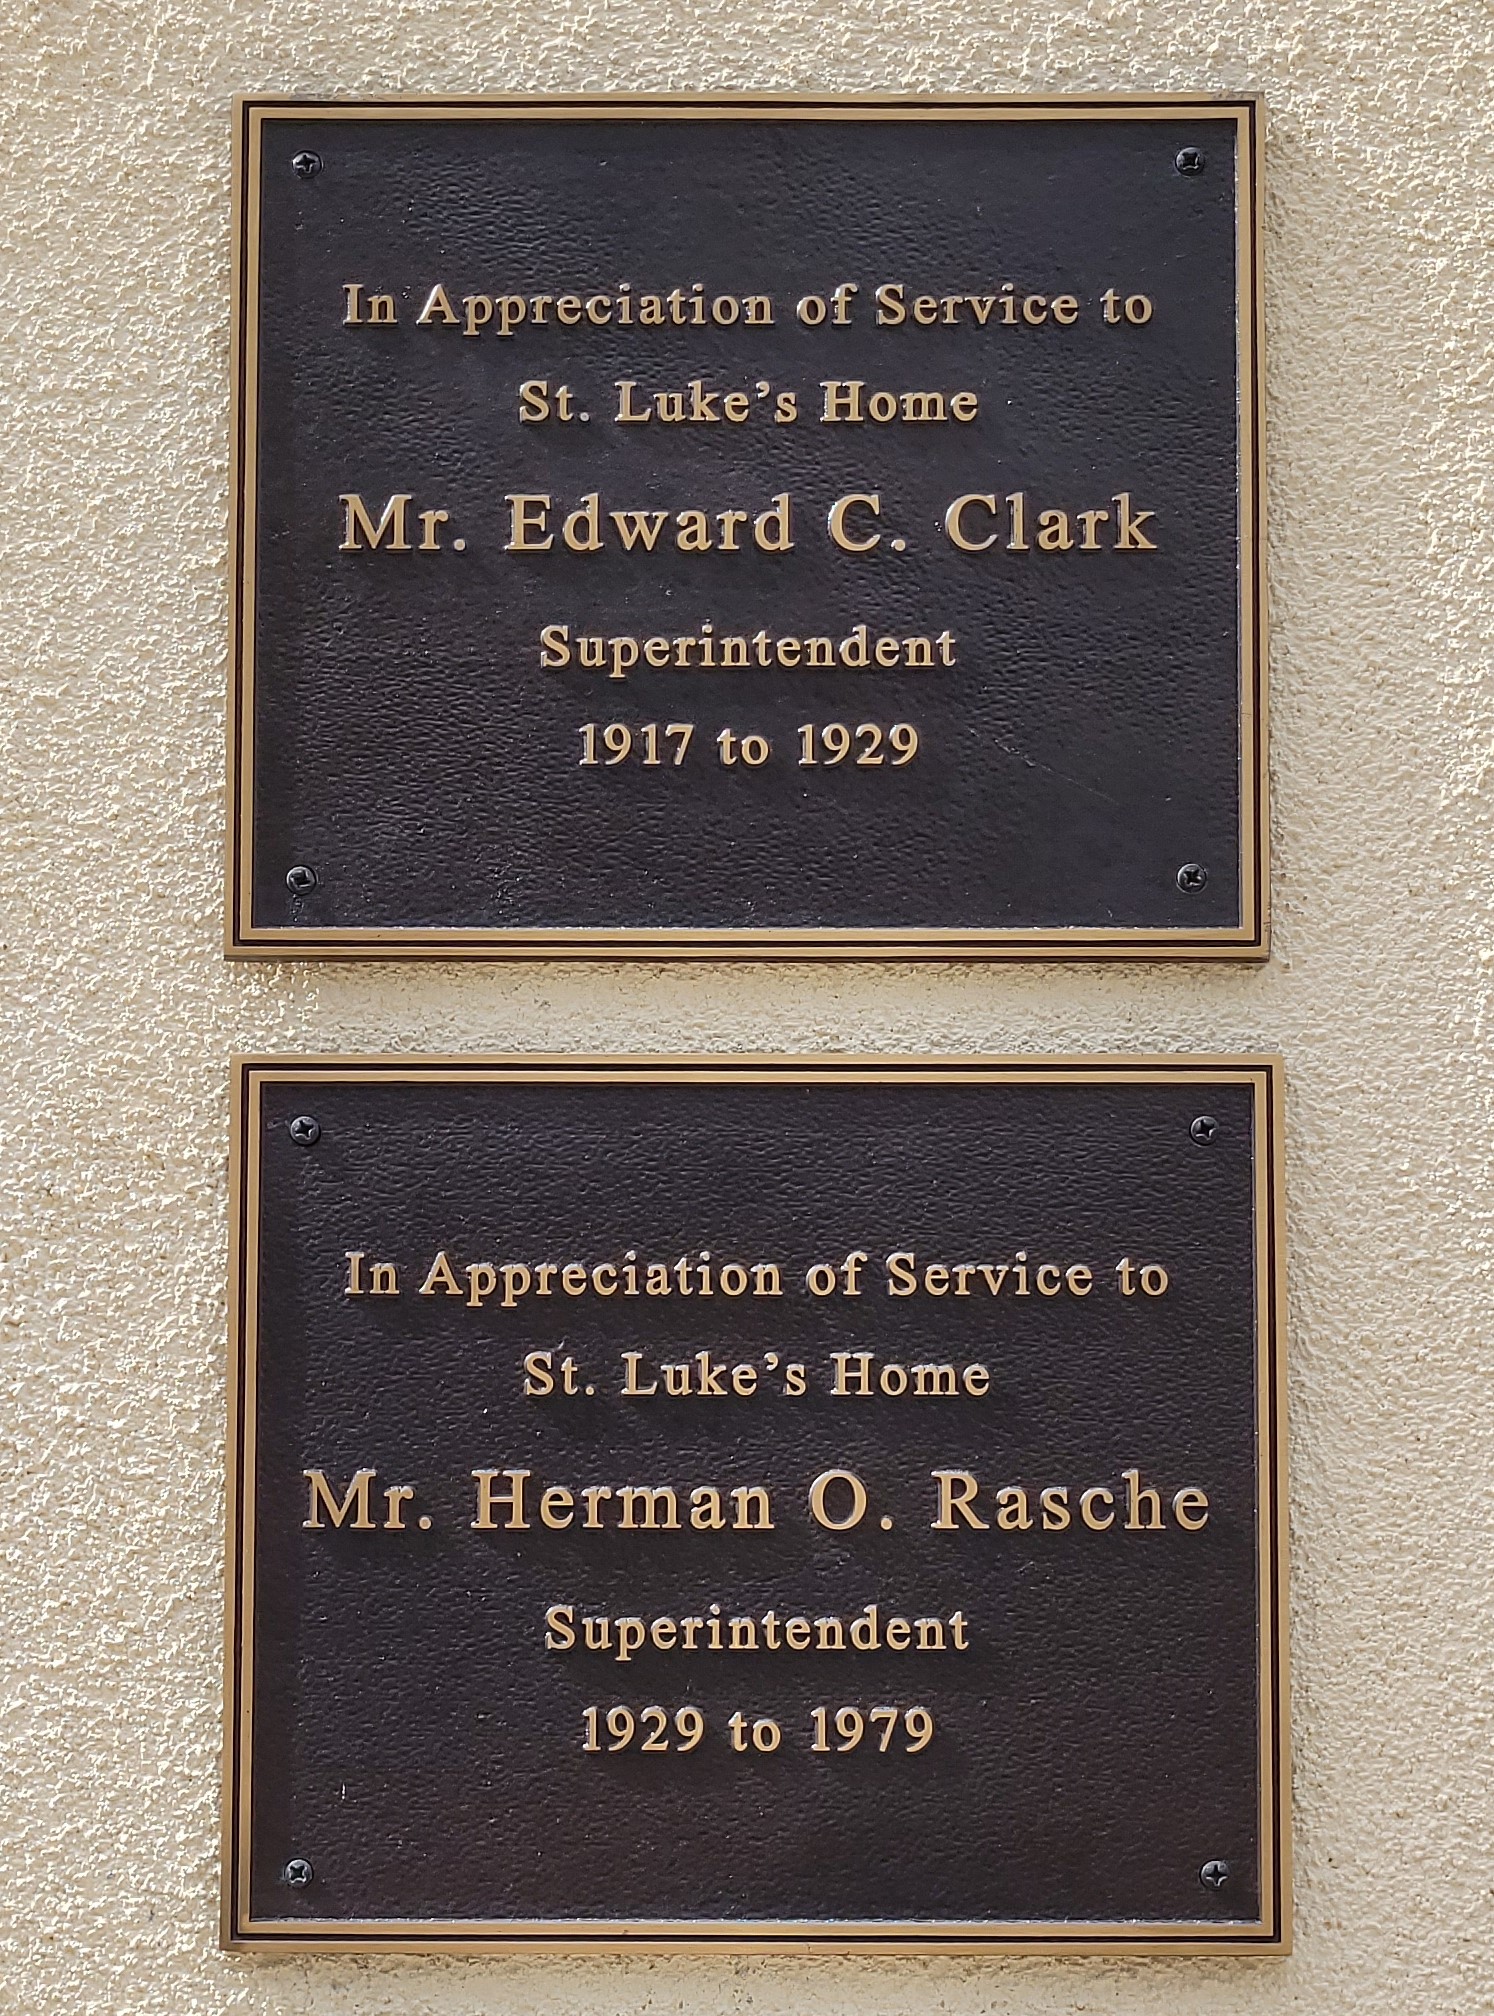 In Appreciation of Service to
St. Luke’s Home
Mr. Edward C. Clark
Superintendent
1917 to 1929
In Appreciation of Service to
St. Luke’s Home
Mr. Herman O. Rasche
Superintendent
1929 to 1979